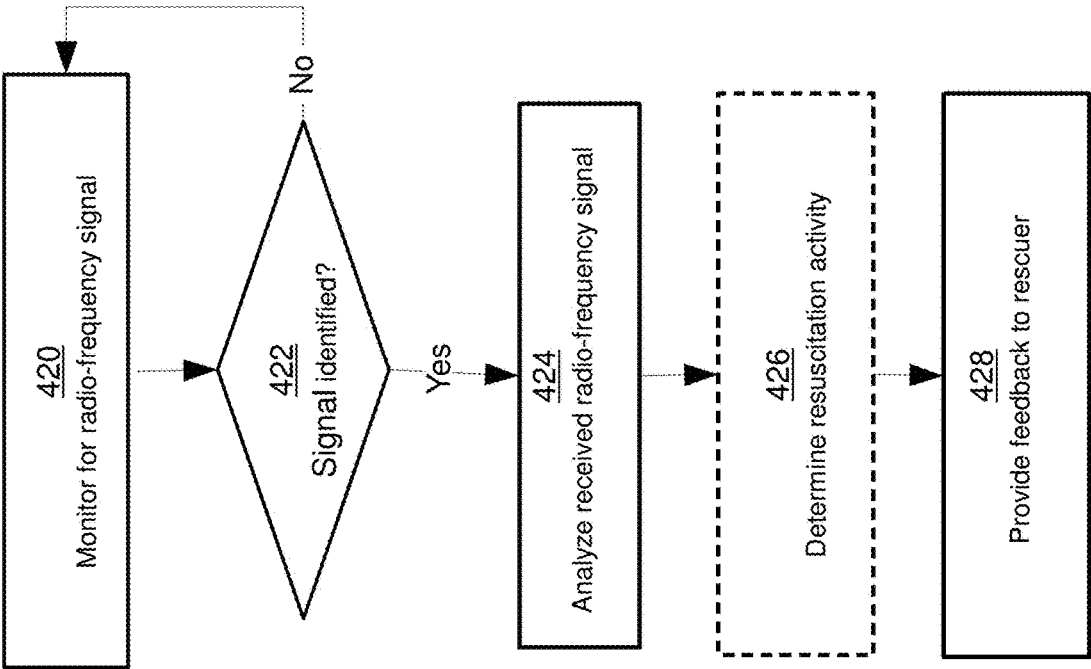 420
Monitor for radio-frequency signal
422
Signal identified?
No
Yes
424
Analyze received radio-frequency signal
426
Determine resuscitation activity
428
Provide feedback to rescuer